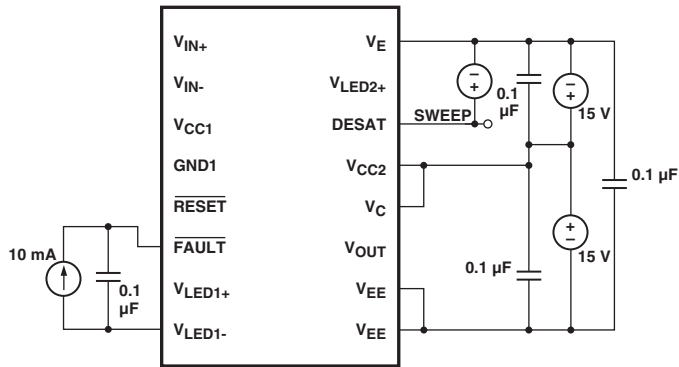 VIN+
VIN-
VCC1
GND1
RESET
FAULT
VLED1+
VLED1-
VE
VLED2+
DESAT
VCC2
VC
VOUT
VEE
VEE
10 mA
0.1
µF
SWEEP
0.1
µF
15 V
0.1 µF
0.1 µF
15 V